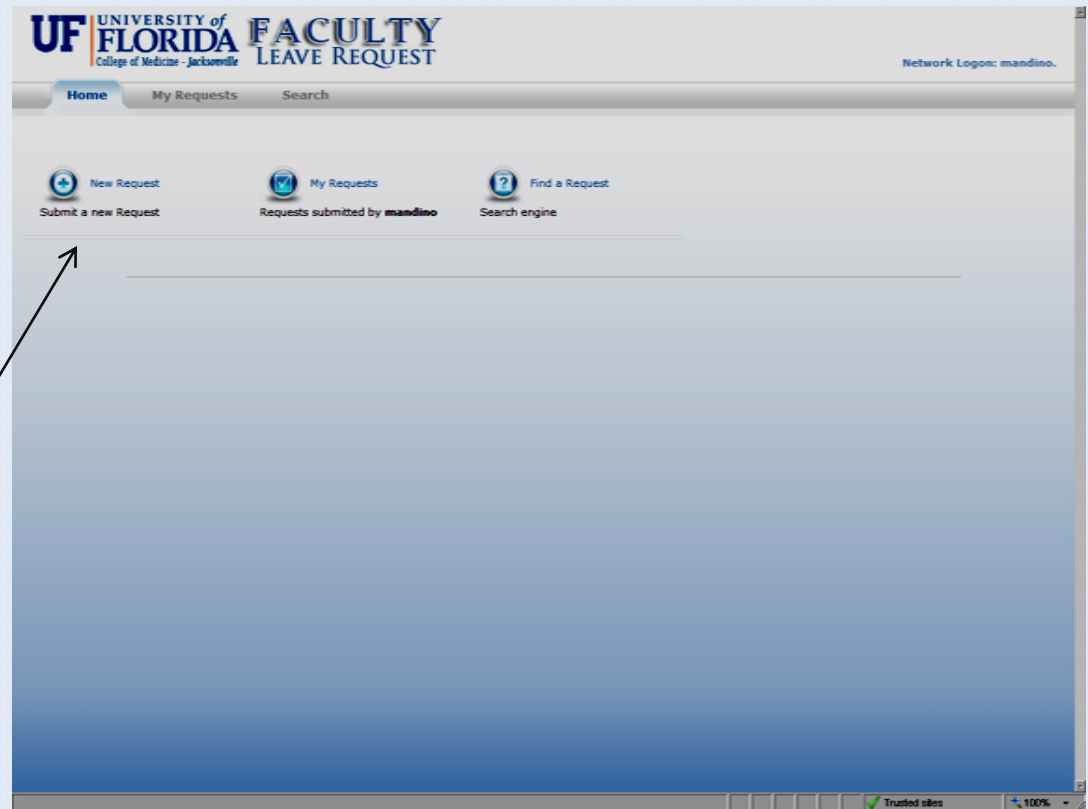 UF UNIVERSITY of FLORIDA
College of Medicine - Jacksonville
FACULTY
LEAVE REQUEST
Network Logon: mandino.
Home My Requests Search
New Request My Requests Find a Request
Submit a new Request Requests submitted by mandino Search engine
Trusted sites 100%